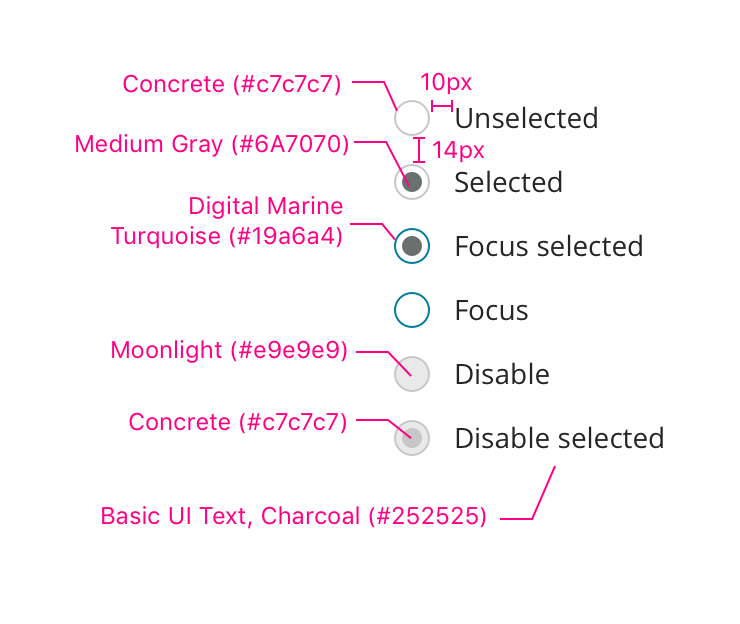 Concrete (#c7c7c7)
10px
Unselected
Medium Gray (#6A7070)
14px
Selected
Digital Marine
Turquoise (#19a6a4)
Focus selected
Focus
Moonlight (#e9e9e9)
Disable
Concrete (#c7c7c7)
Disable selected
Basic UI Text, Charcoal (#252525)